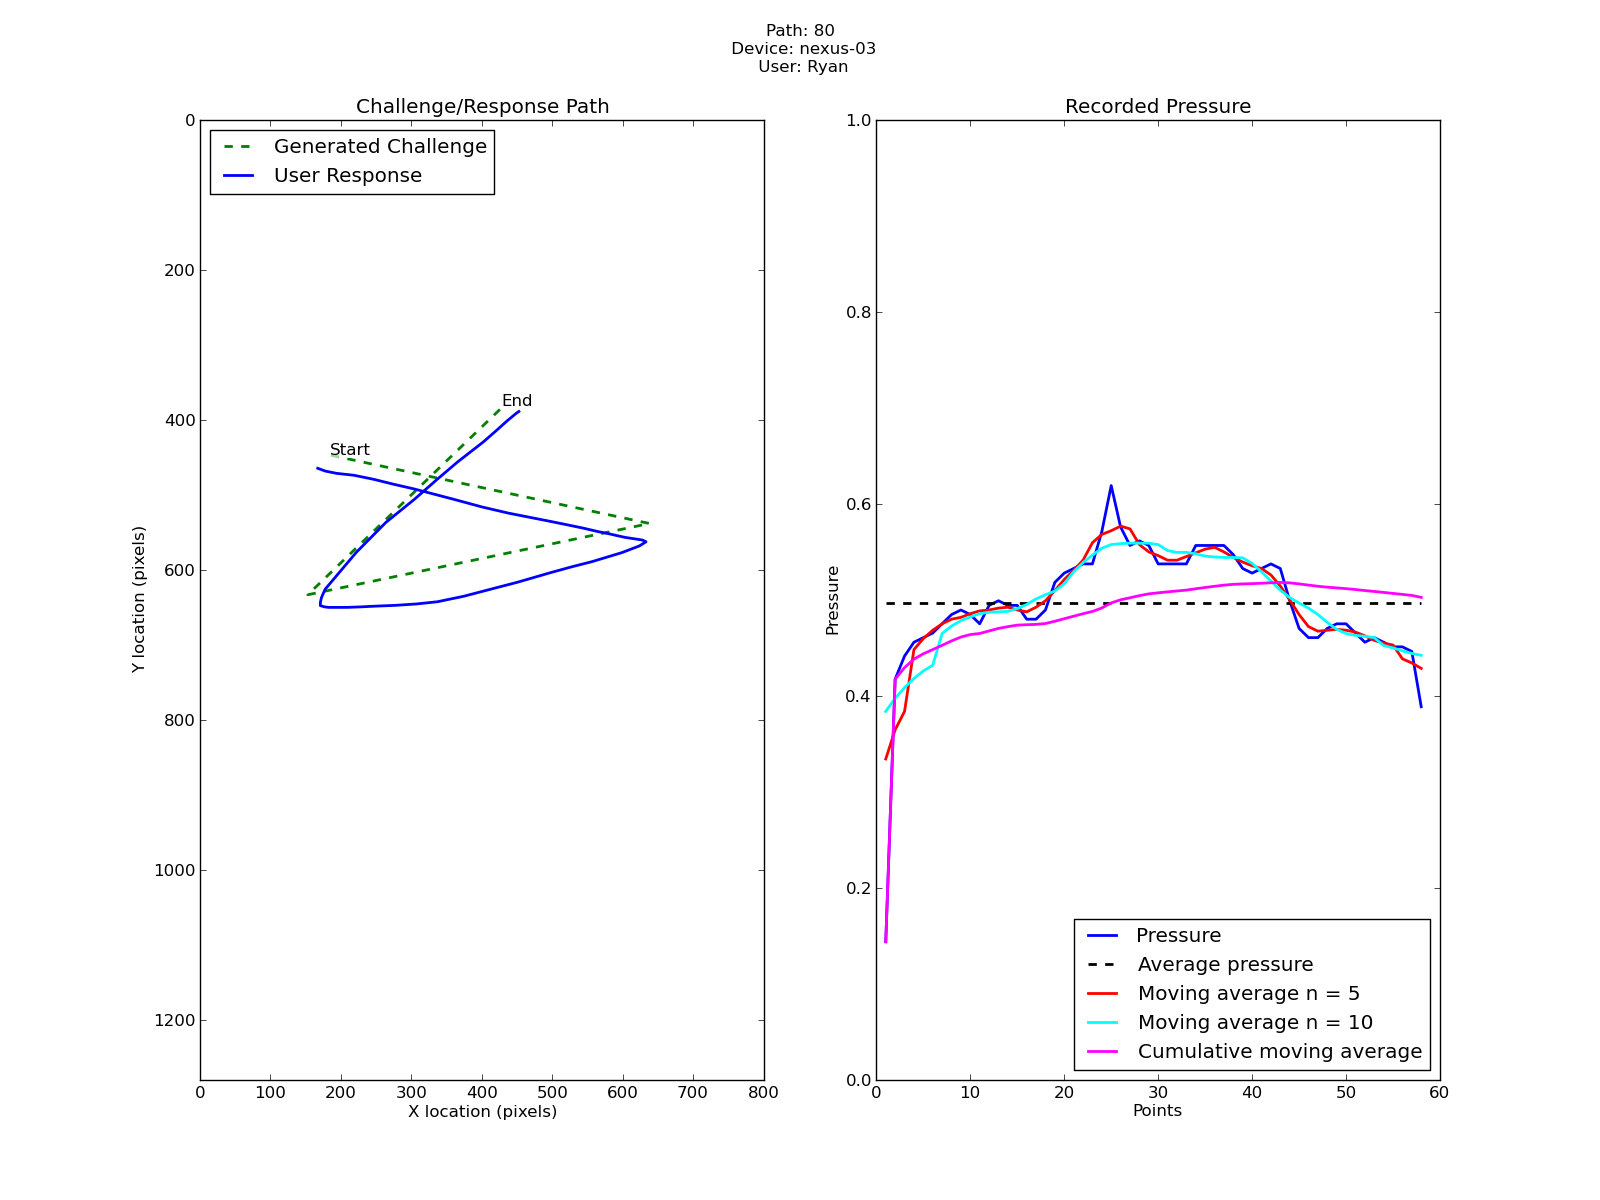 Path: 80
Device: nexus-03
User: Ryan
Challenge/Response Path
Generated Challenge
User Response
Start
End
0
200
400
600
800
1000
1200
Y location (pixels)
0 100 200 300 400 500 600 700 800
X location (pixels)
Recorded Pressure
1.0
0.8
0.6
0.4
0.2
0.0
Pressure
Pressure
Average pressure
Moving average n = 5
Moving average n = 10
Cumulative moving average
0 10 20 30 40 50 60
Points